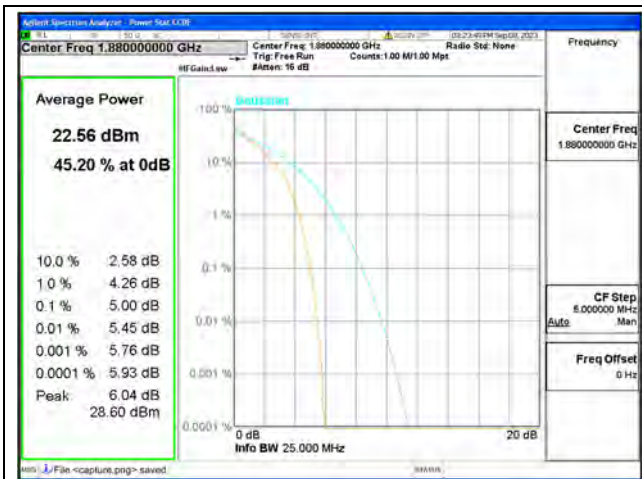 Agilent Spectrum Analyzer - Power Stat CCDF
Center Freq 1.880000000 GHz
Center Freq: 1.880000000 GHz
Radio Std: None
Trig: Free Run
Counts:1.00 M/1.00 Mpt
#IFGain:Low
#Atten: 16 dB
Frequency
Average Power
22.56 dBm
45.20 % at 0dB
10.0 % 2.58 dB
1.0 % 4.26 dB
0.1 % 5.00 dB
0.01 % 5.45 dB
0.001 % 5.76 dB
0.0001 % 5.93 dB
Peak 6.04 dB
28.60 dBm
Gaussian
100 %
10 %
1 %
0.1 %
0.01 %
0.001 %
0.0001 %
0 dB
20 dB
Info BW 25.000 MHz
Center Freq
1.880000000 GHz
CF Step
5.000000 MHz
Auto Man
Freq Offset
0 Hz
MSG File <capture.png> saved
STATUS